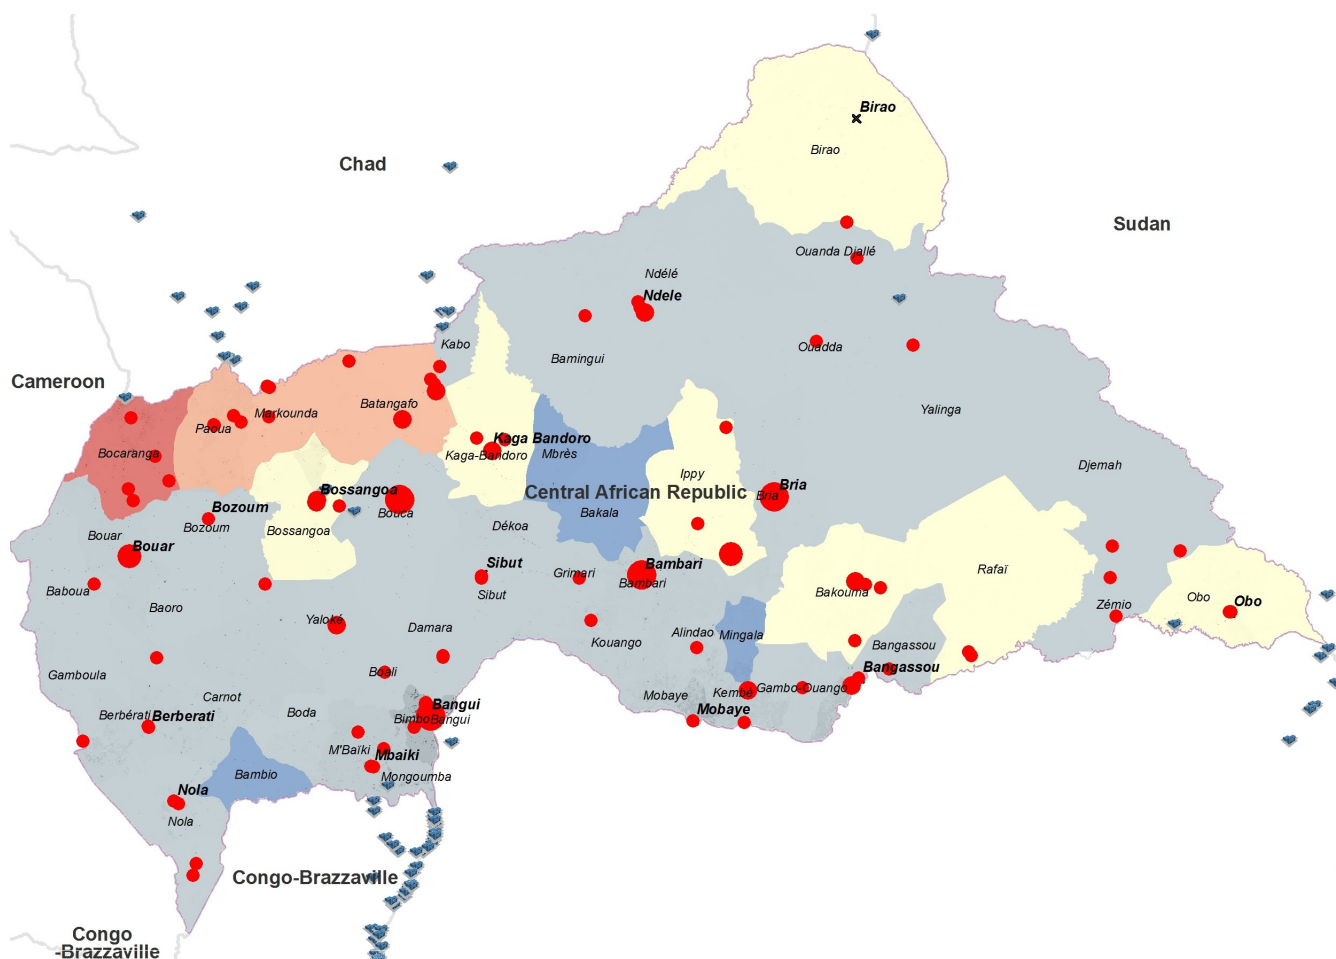 Birao
Birao
Chad
Sudan
Ouanda Djallé
Ndélé
Ndele
Kabo
Ouadda
Bamingui
Cameroon
Batangafo
Markounda
Paoua
Yalinga
Kaga Bandoro
Kaga-Bandoro
Mbrès
Bocaranga
Djemah
Ippy
Central African Republic
Bria
Bria
Bossangoa
Bouca
Bozoum
Bozoum
Bossangoa
Bakala
Dékoa
Bouar
Bouar
Sibut
Sibut
Grimari
Bambari
Bambari
Rafaï
Bakouma
Baboua
Baoro
Obo
Obo
Zémio
Yaloké
Damara
Kouango
Alindao
Mingala
Bangassou
Bangassou
Boali
Gamboula
Carnot
Mobaye
Kembé
Gambo-Ouango
Mobaye
Bangui
Bimbo
Bangui
Berbérati
Berberati
Boda
M'Baïki
Mbaiki
Mongoumba
Bambio
Nola
Nola
Congo-Brazzaville
Congo
-Brazzaville